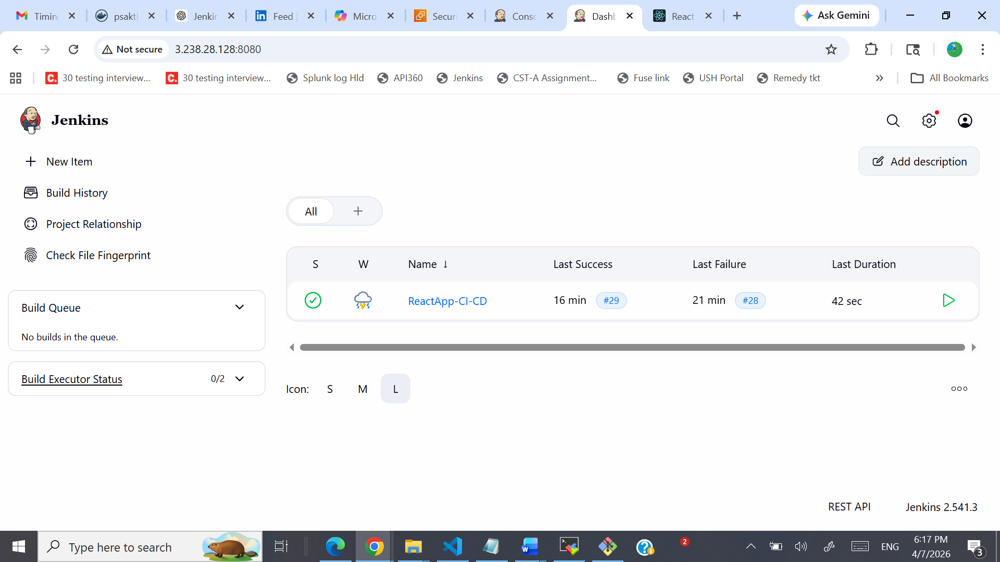 Timing
psaktl
Jenkin
Feed
Micro
Securi
Conso
Dashb
React
Ask Gemini
Not secure
3.238.28.128:8080
30 testing interview...
30 testing interview...
Splunk log Hld
API360
Jenkins
CST-A Assignment...
Fuse link
USH Portal
Remedy tkt
All Bookmarks
Jenkins
New Item
Add description
Build History
Project Relationship
Check File Fingerprint
All
S W Name ↓ Last Success Last Failure Last Duration
ReactApp-CI-CD 16 min #29 21 min #28 42 sec
Build Queue
No builds in the queue.
Build Executor Status 0/2
Icon: S M L
REST API Jenkins 2.541.3
Type here to search
2
ENG
6:17 PM
4/7/2026
3